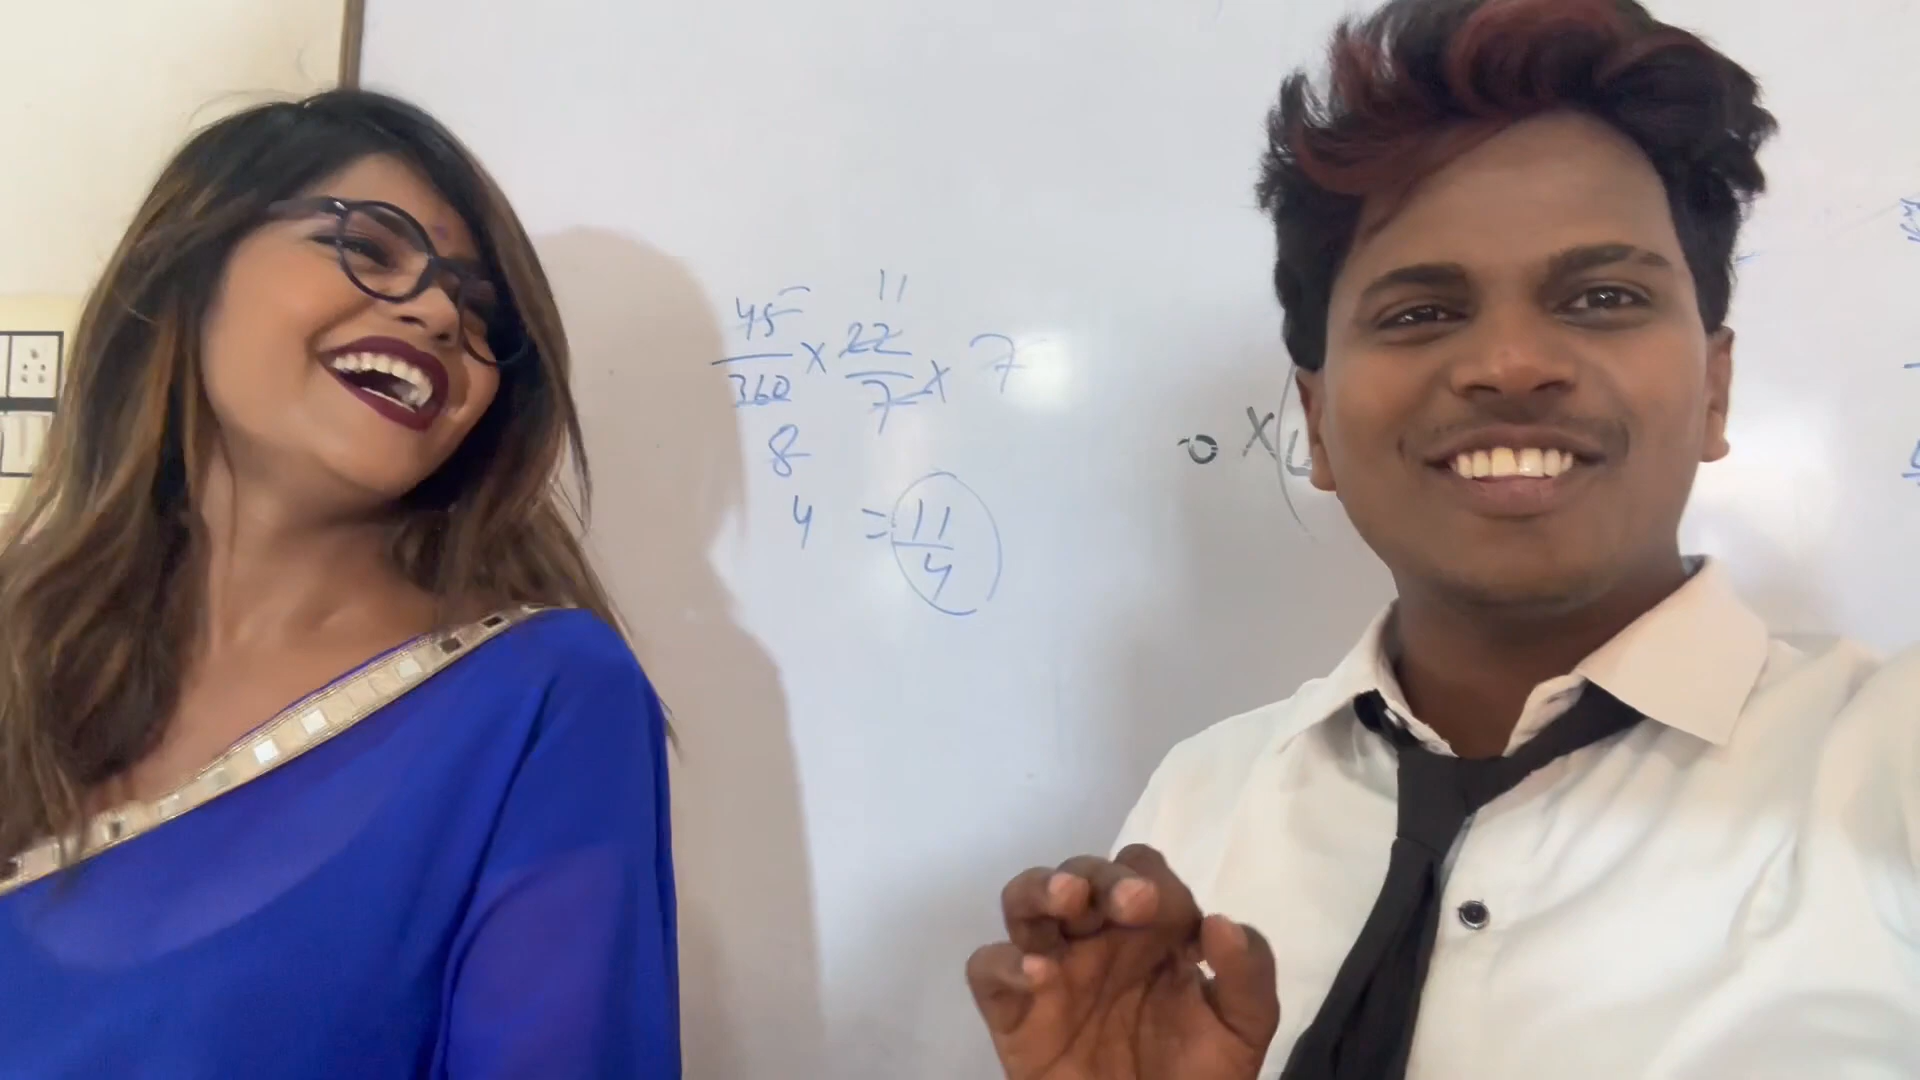 11
45/360 x 22/7 x 7
8
4 = 11/4
o x(